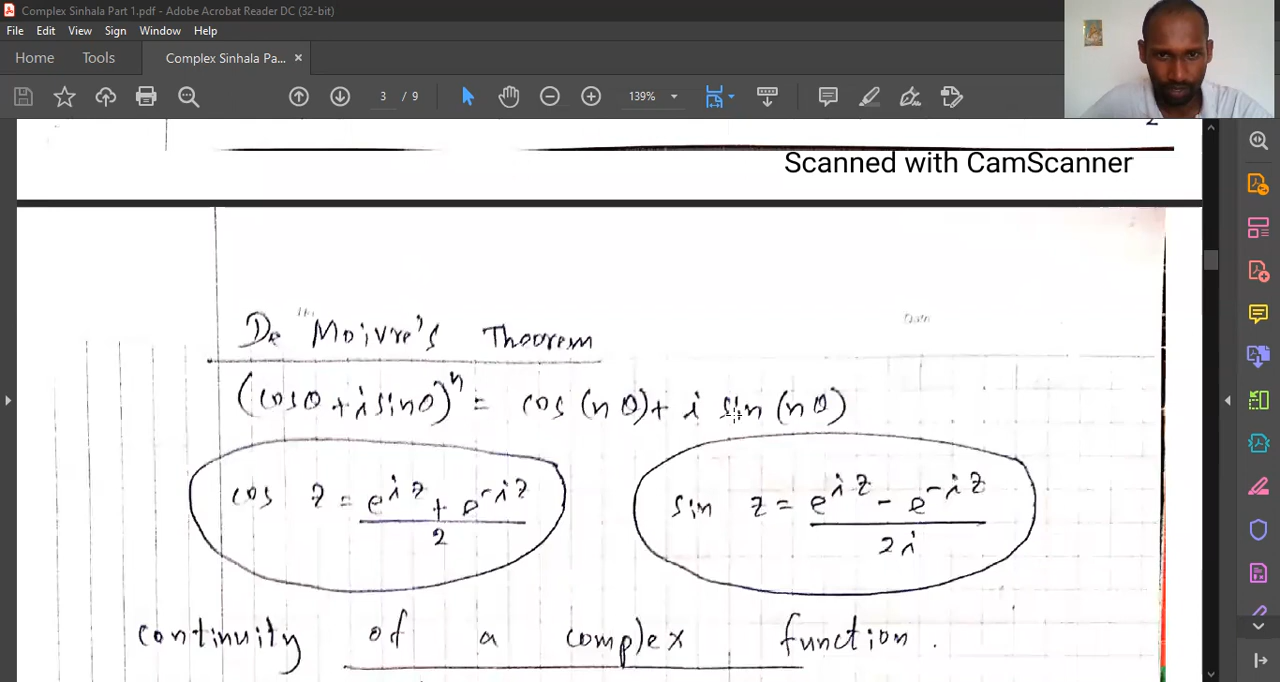 Complex Sinhala Part 1.pdf - Adobe Acrobat Reader DC (32-bit)
File Edit View Sign Window Help
Home Tools Complex Sinhala Pa... ×
3 / 9 139%
2
Scanned with CamScanner
De Moivre's Theorem
(cosθ + i sinθ)^n = cos (nθ) + i sin (nθ)
cos z = e^{iz} + e^{-iz} / 2
sin z = e^{iz} - e^{-iz} / 2i
continuity of a complex function.